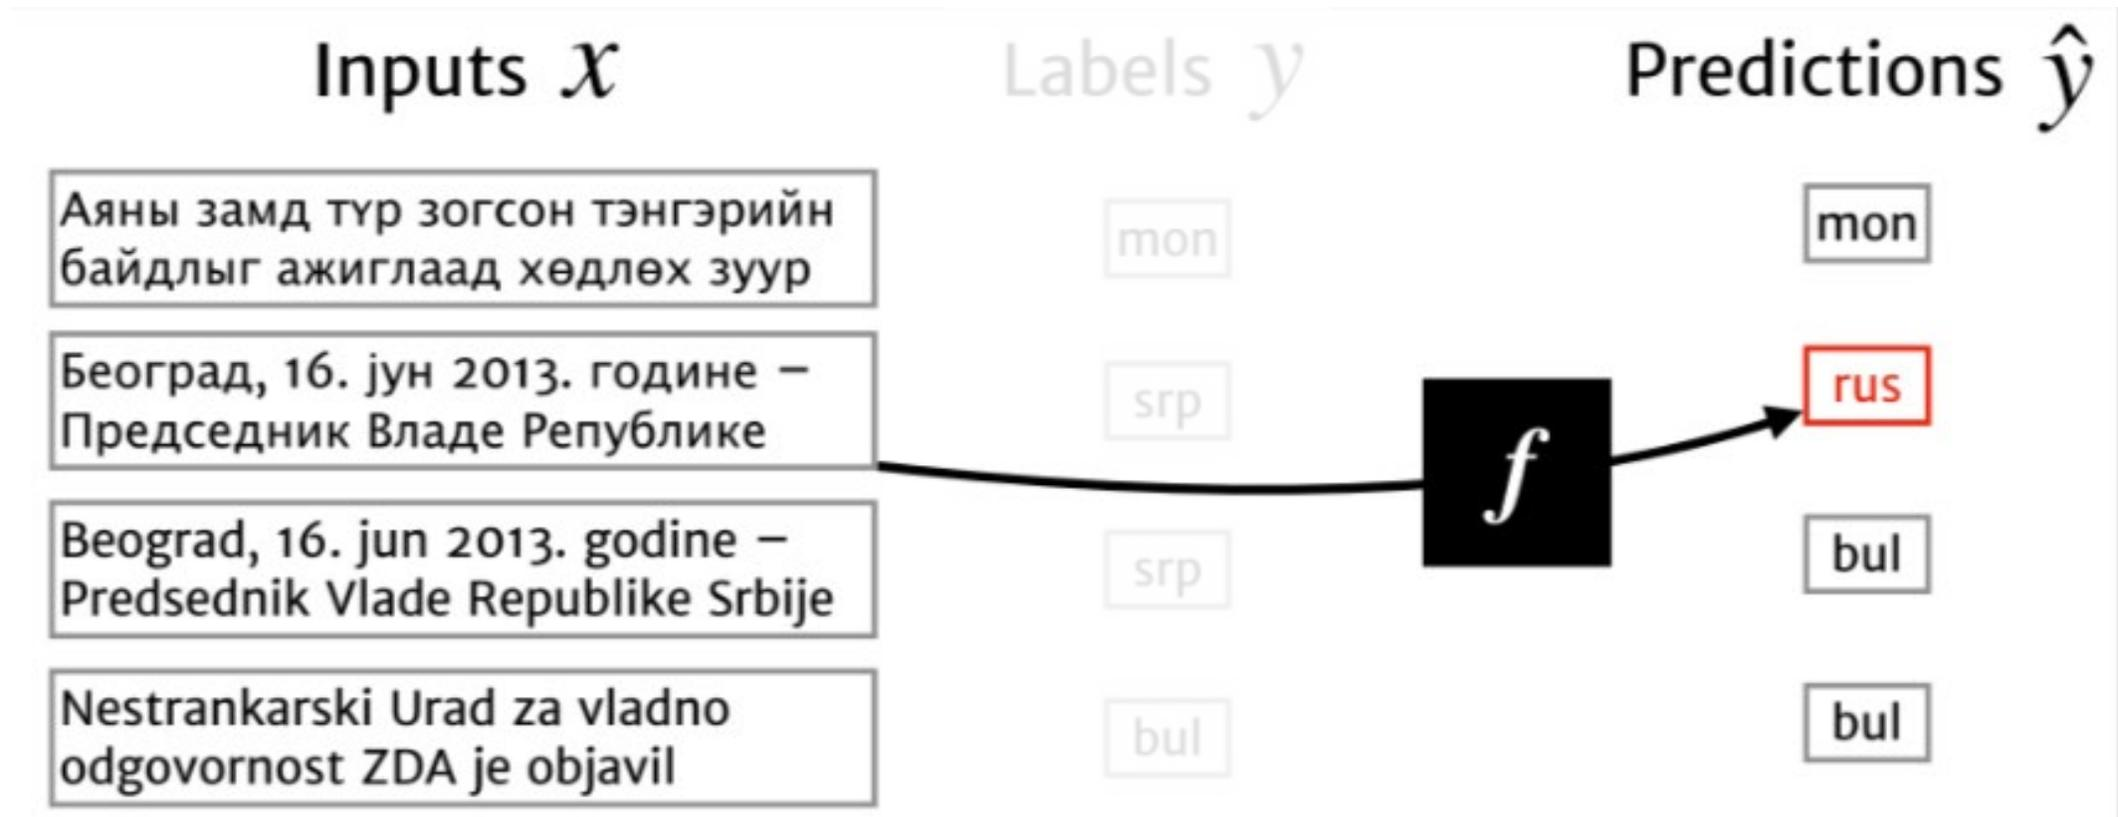 Inputs x
Labels y
Predictions ŷ
Аяны замд түр зогсон тэнгэрийн
байдлыг ажиглаад хөдлөх зуур
mon
mon
Београд, 16. јун 2013. године –
Председник Владе Републике
srp
f
rus
Beograd, 16. jun 2013. godine –
Predsednik Vlade Republike Srbije
srp
bul
Nestrankarski Urad za vladno
odgovornost ZDA je objavil
bul
bul